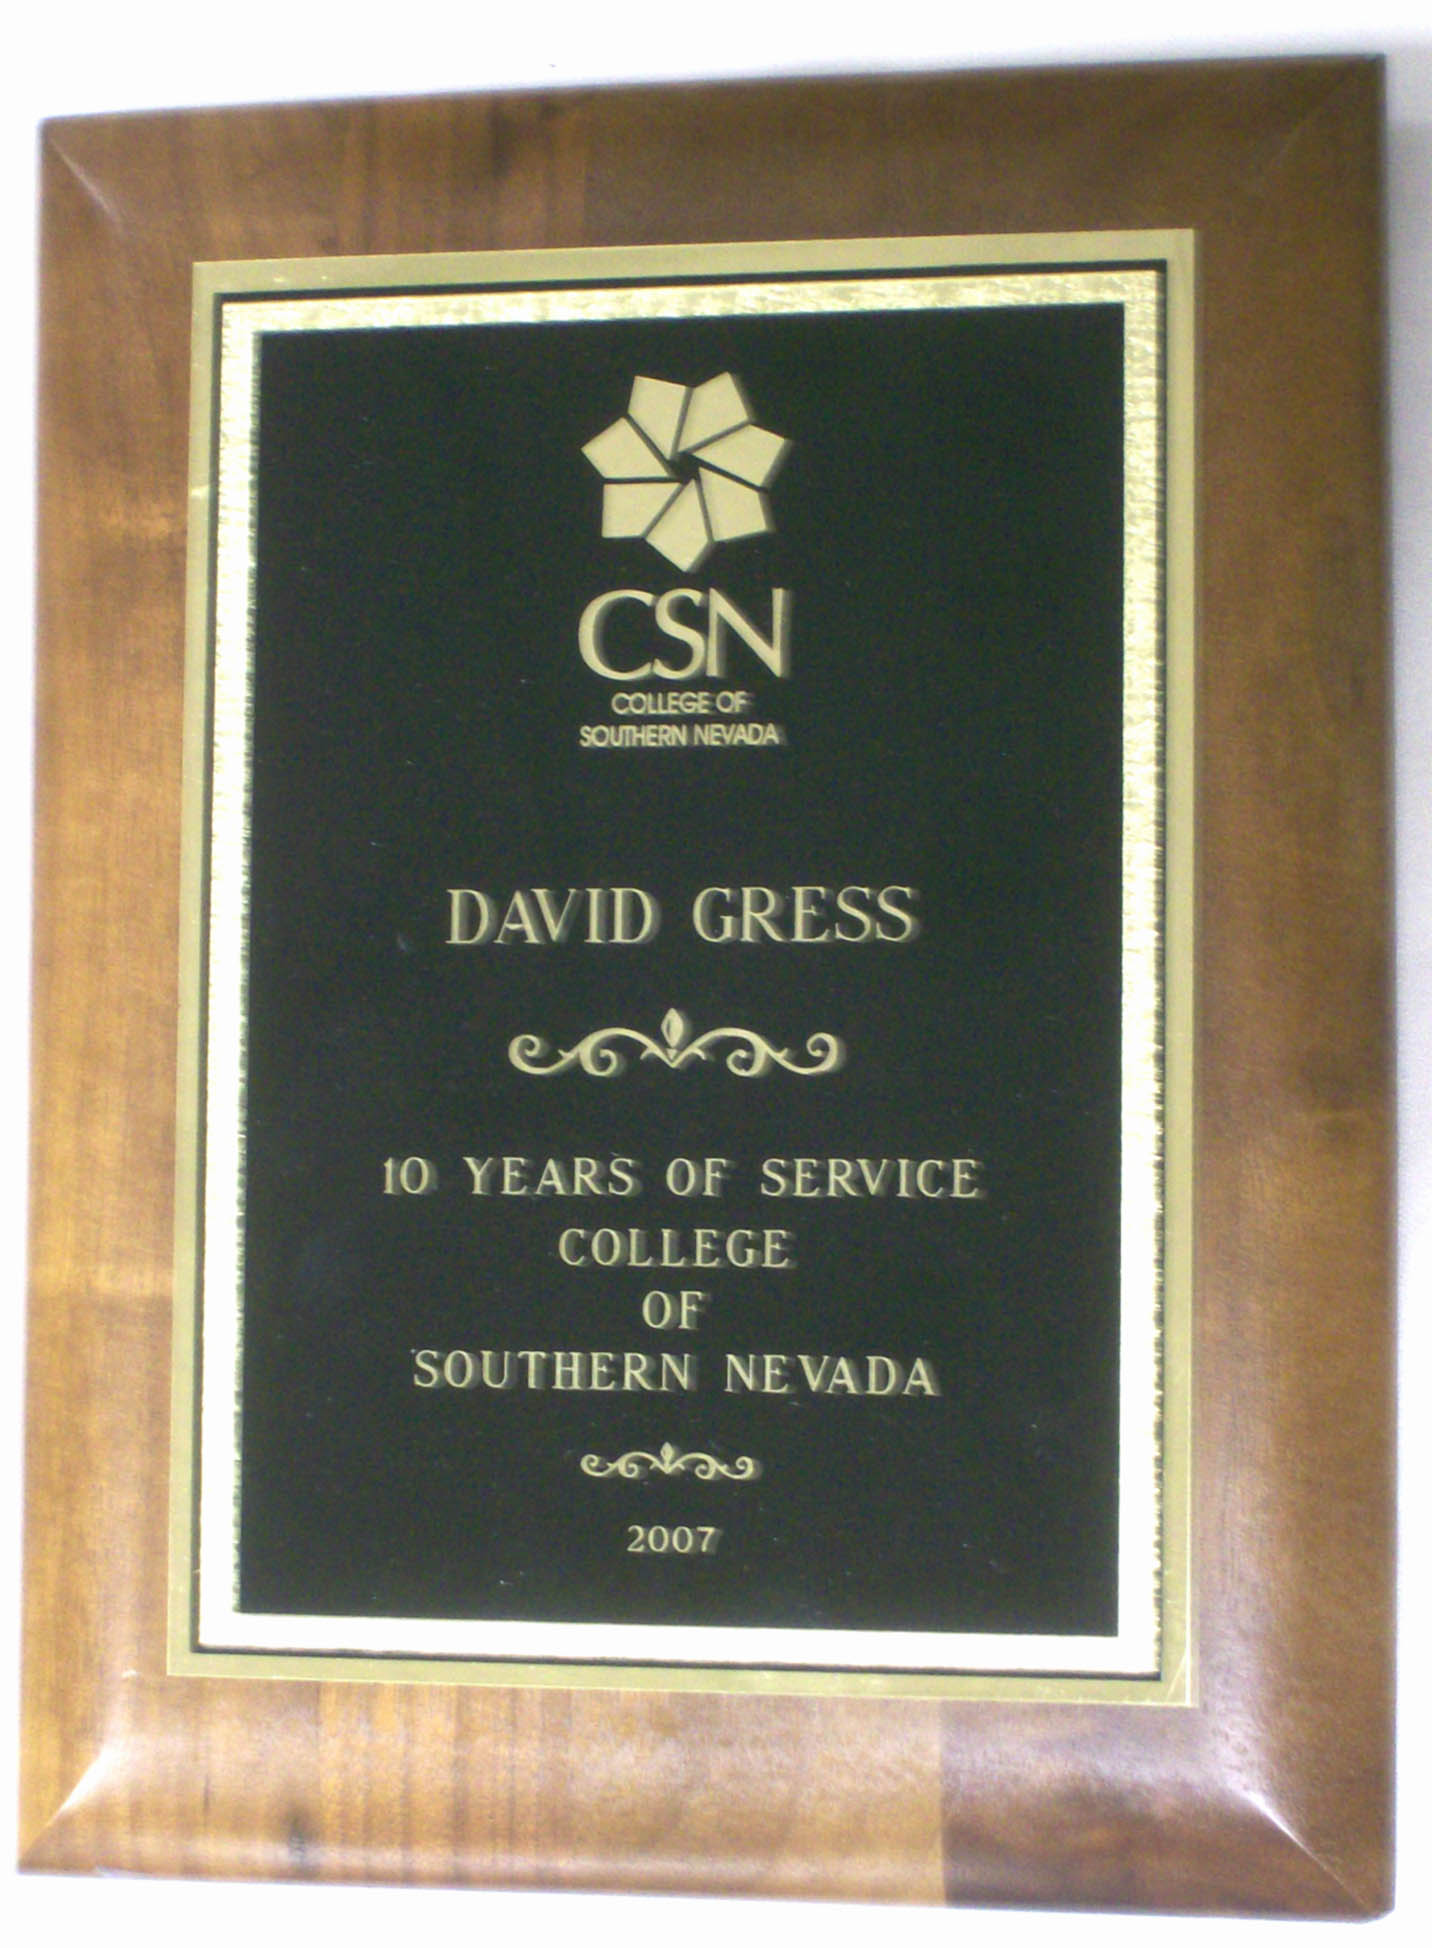 CSN
COLLEGE OF
SOUTHERN NEVADA
DAVID GRESS
10 YEARS OF SERVICE
COLLEGE
OF
SOUTHERN NEVADA
2007